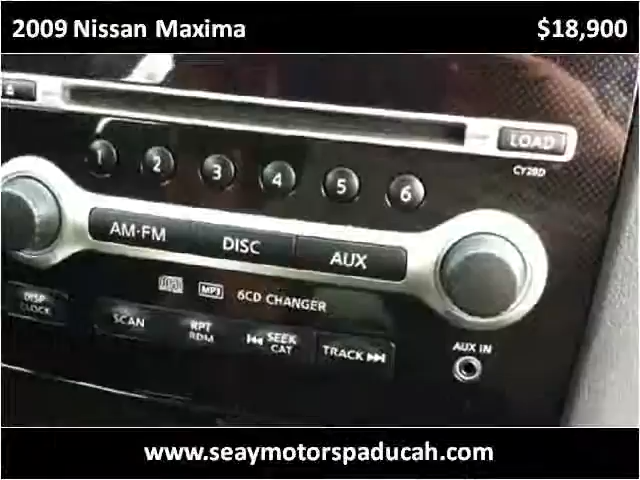 2009 Nissan Maxima $18,900
LOAD
CY29D
1 2 3 4 5 6
AM·FM DISC AUX
MP3 6CD CHANGER
DISP CLOCK
SCAN
RPT RDM
SEEK CAT
TRACK
AUX IN
www.seaymotorspaducah.com